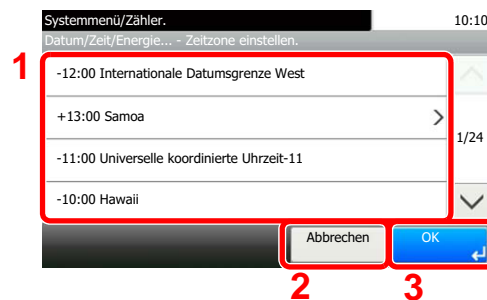 Systemmenü/Zähler. 10:10
Datum/Zeit/Energie... - Zeitzone einstellen.
1
-12:00 Internationale Datumsgrenze West
+13:00 Samoa
1/24
-11:00 Universelle koordinierte Uhrzeit-11
-10:00 Hawaii
Abbrechen OK
2 3